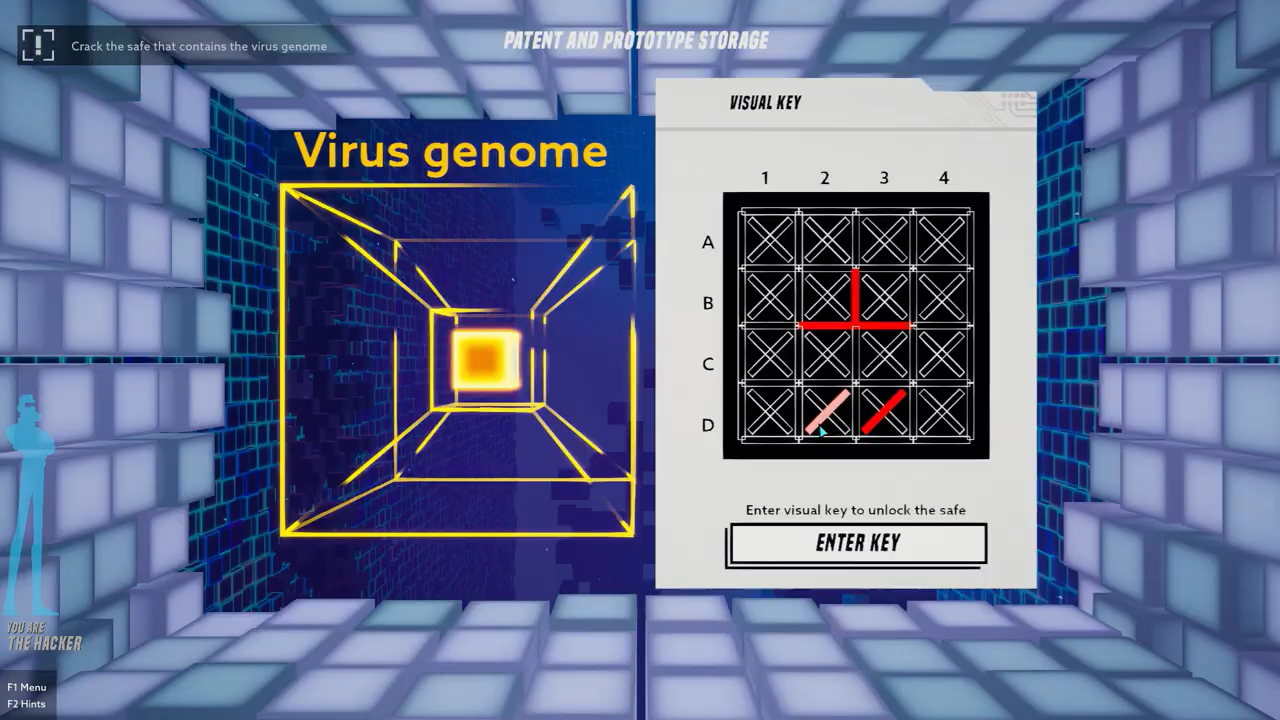 Crack the safe that contains the virus genome
PATENT AND PROTOTYPE STORAGE
VISUAL KEY
Virus genome
1 2 3 4
A
B
C
D
Enter visual key to unlock the safe
ENTER KEY
YOU ARE
THE HACKER
F1 Menu
F2 Hints